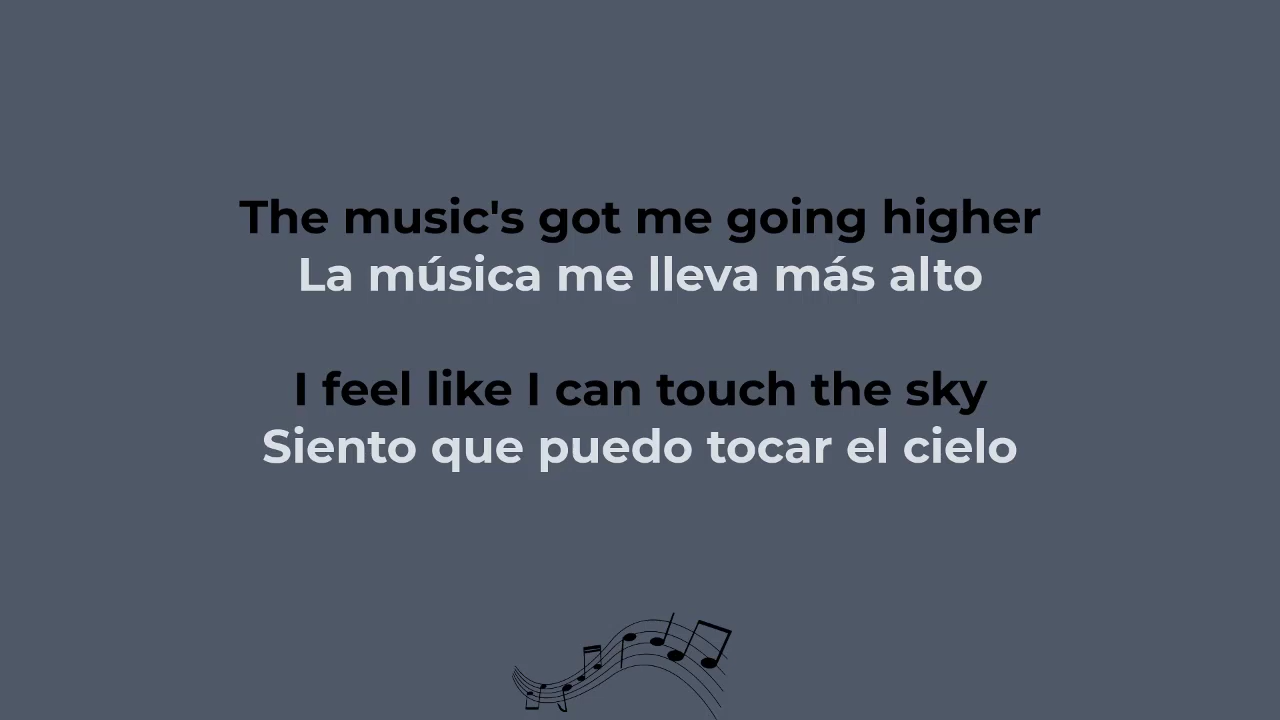 The music's got me going higher
La música me lleva más alto
I feel like I can touch the sky
Siento que puedo tocar el cielo